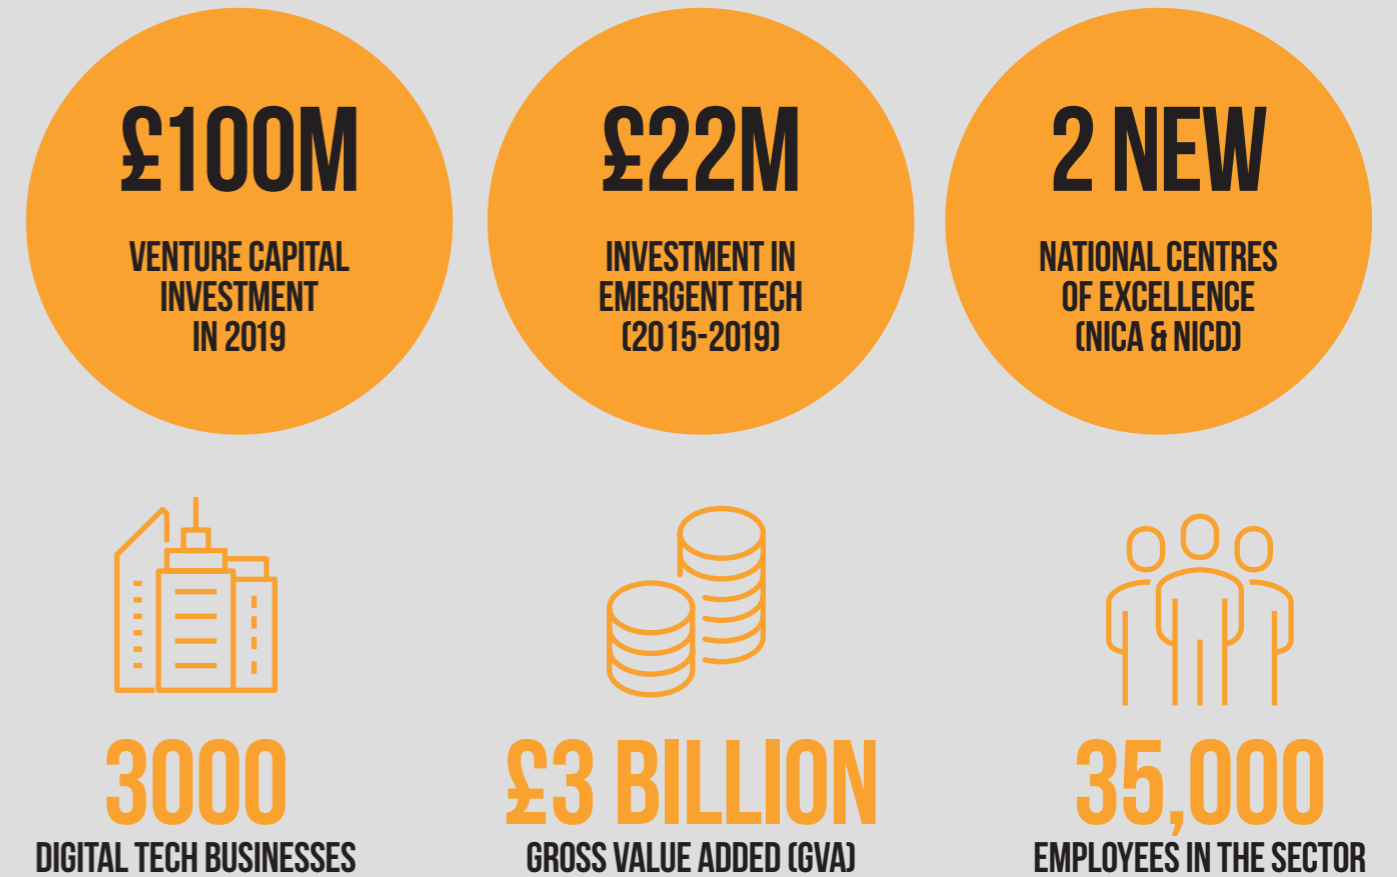 £100M
VENTURE CAPITAL
INVESTMENT
IN 2019
£22M
INVESTMENT IN
EMERGENT TECH
(2015-2019)
2 NEW
NATIONAL CENTRES
OF EXCELLENCE
(NICA & NICD)
3000
DIGITAL TECH BUSINESSES
£3 BILLION
GROSS VALUE ADDED (GVA)
35,000
EMPLOYEES IN THE SECTOR